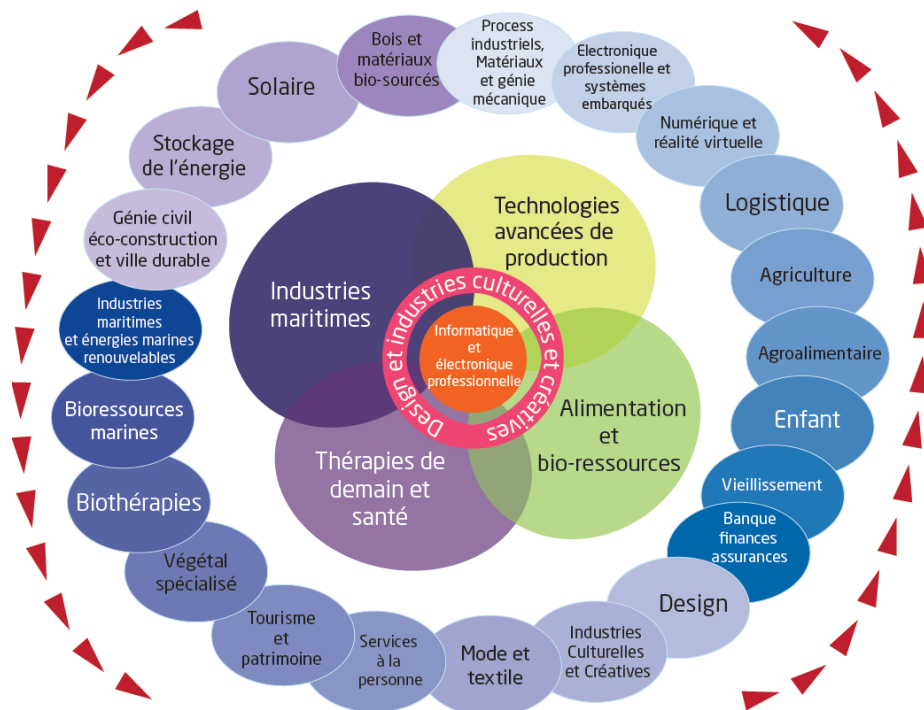 Bois et
matériaux
bio-sourcés
Process
industriels,
Matériaux
et génie
mécanique
Electronique
professionelle et
systèmes
embarqués
Numérique et
réalité virtuelle
Logistique
Agriculture
Agroalimentaire
Enfant
Vieillissement
Banque
finances
assurances
Design
Industries
Culturelles
et Créatives
Mode et
textile
Services
à la
personne
Tourisme
et
patrimoine
Végétal
spécialisé
Biothérapies
Bioressources
marines
Industries
maritimes
et énergies marines
renouvelables
Génie civil
éco-construction
et ville durable
Stockage
de l'énergie
Solaire
Industries
maritimes
Technologies
avancées de
production
Alimentation
et
bio-ressources
Thérapies de
demain et
santé
Design et industries culturelles et créatives
Informatique
et
électronique
professionnelle